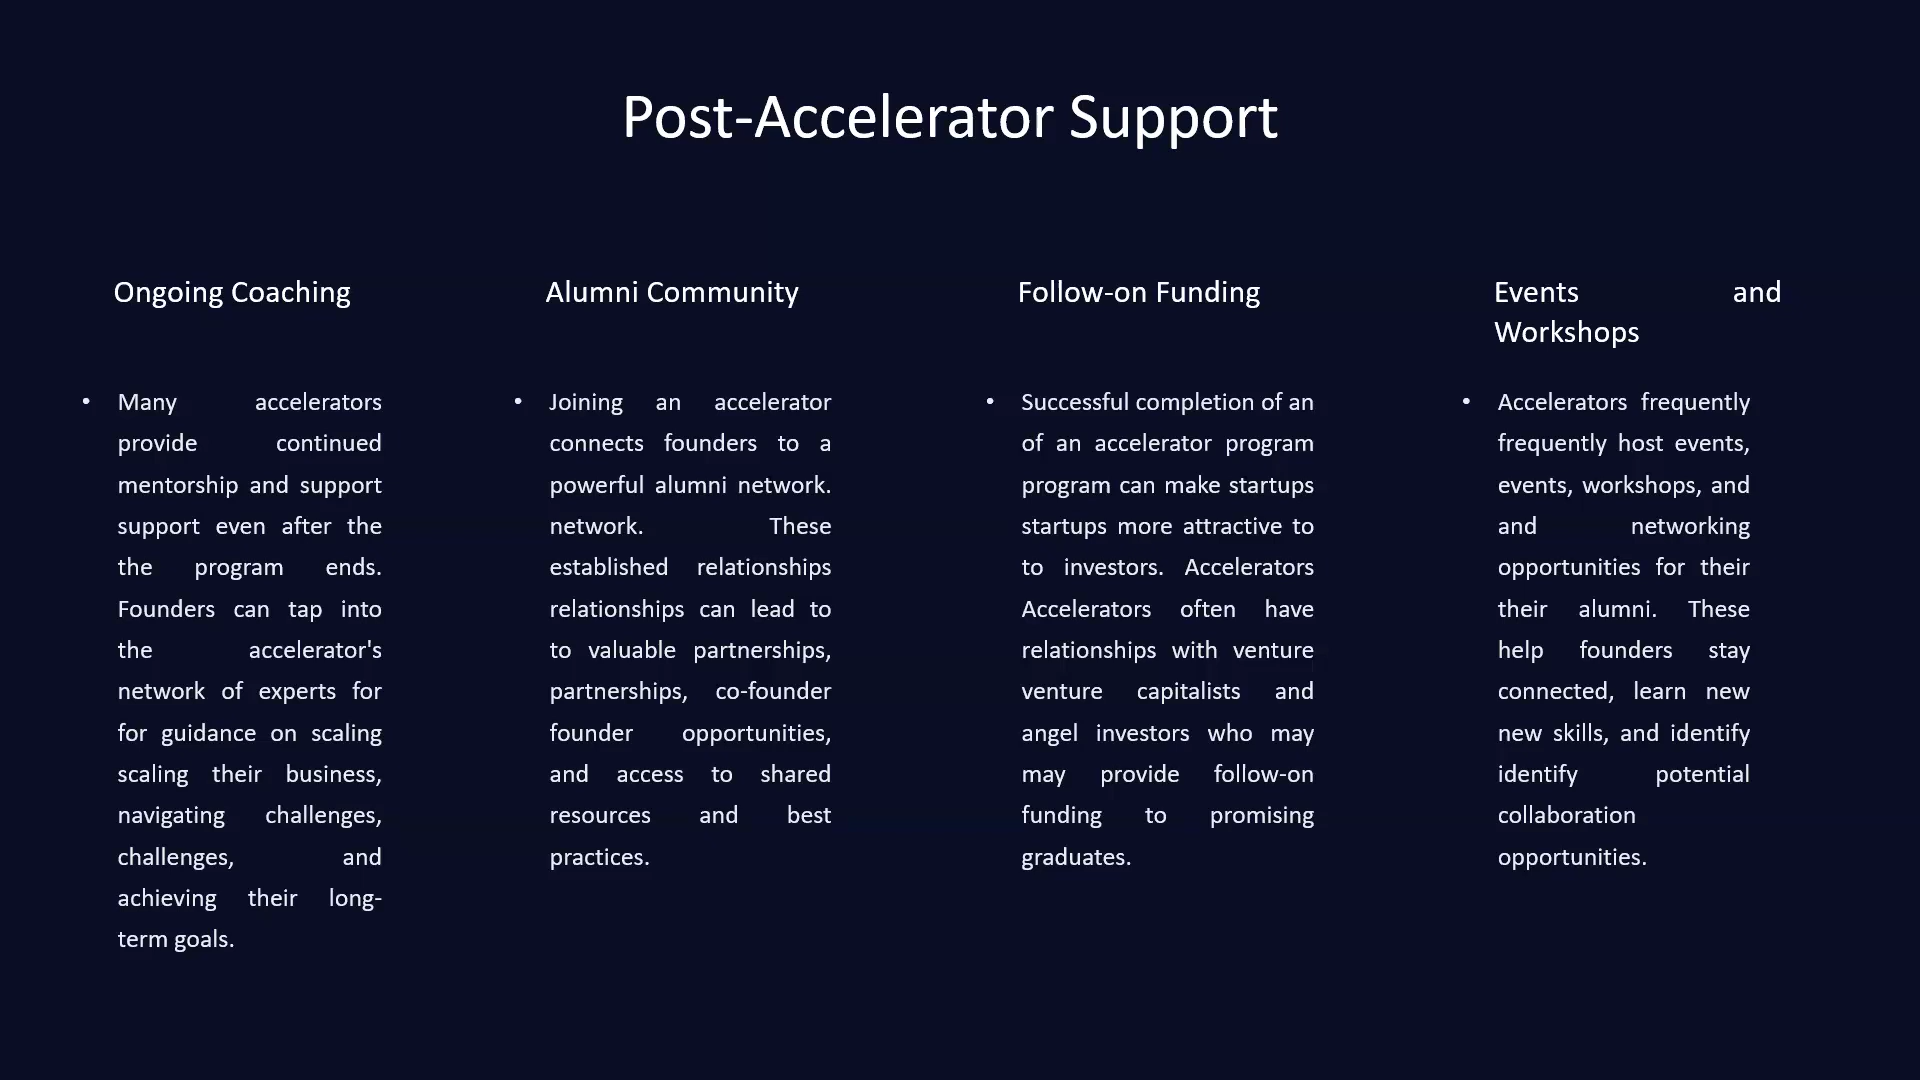 Post-Accelerator Support
Ongoing Coaching
• Many accelerators
provide continued
mentorship and support
support even after the
the program ends.
Founders can tap into
the accelerator's
network of experts for
for guidance on scaling
scaling their business,
navigating challenges,
challenges, and
achieving their long-
term goals.
Alumni Community
• Joining an accelerator
connects founders to a
powerful alumni network.
network. These
established relationships
relationships can lead to
to valuable partnerships,
partnerships, co-founder
founder opportunities,
and access to shared
resources and best
practices.
Follow-on Funding
• Successful completion of an
of an accelerator program
program can make startups
startups more attractive to
to investors. Accelerators
Accelerators often have
relationships with venture
venture capitalists and
angel investors who may
may provide follow-on
funding to promising
graduates.
Events and
Workshops
• Accelerators frequently
frequently host events,
events, workshops, and
and networking
opportunities for their
their alumni. These
help founders stay
connected, learn new
new skills, and identify
identify potential
collaboration
opportunities.